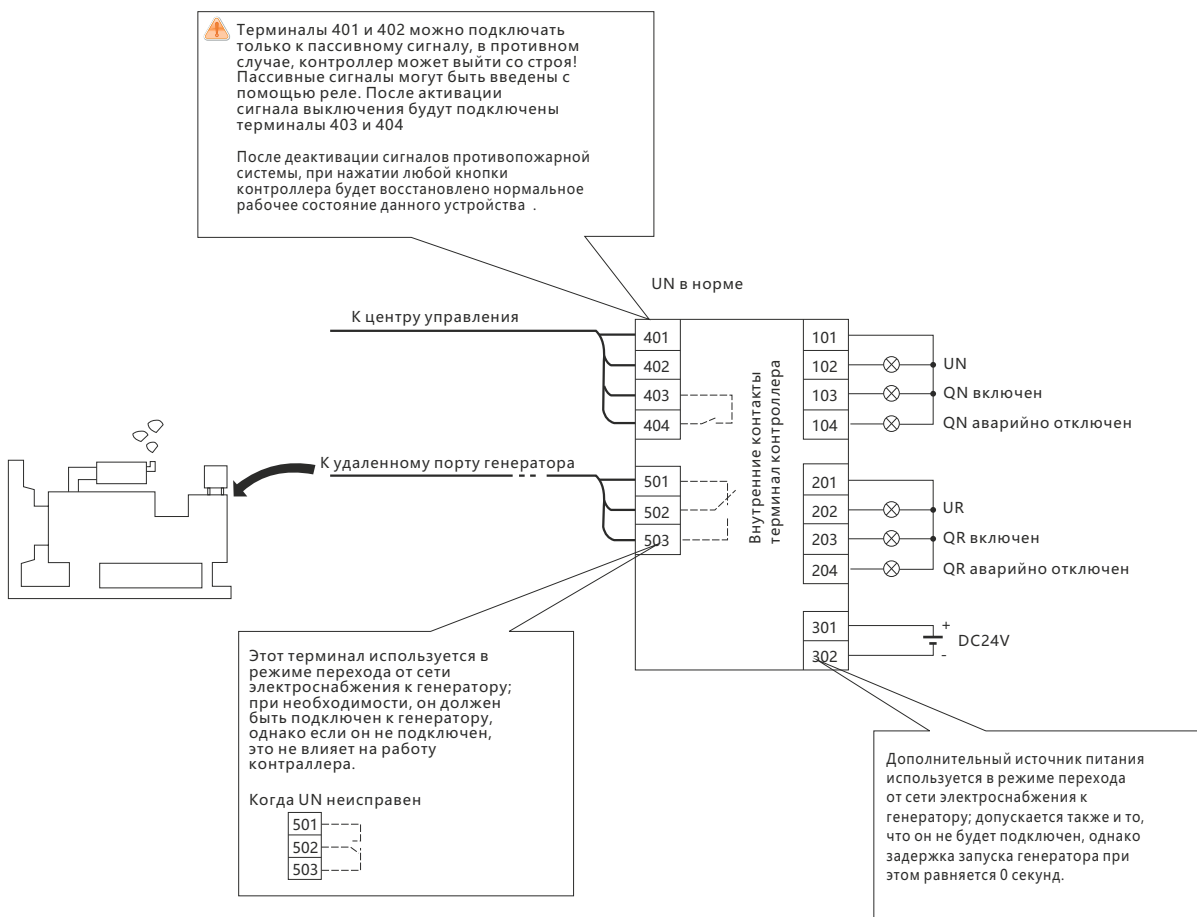 Терминалы 401 и 402 можно подключать
только к пассивному сигналу, в противном
случае, контроллер может выйти со строя!
Пассивные сигналы могут быть введены с
помощью реле. После активации
сигнала выключения будут подключены
терминалы 403 и 404
После деактивации сигналов противопожарной
системы, при нажатии любой кнопки
контроллера будет восстановлено нормальное
рабочее состояние данного устройства .
UN в норме
К центру управления
401
402
403
404
К удаленному порту генератора
501
502
503
Внутренние контакты
терминал контроллера
101
102
103
104
UN
QN включен
QN аварийно отключен
201
202
203
204
UR
QR включен
QR аварийно отключен
301
302
+
-
DC24V
Этот терминал используется в
режиме перехода от сети
электроснабжения к генератору;
при необходимости, он должен
быть подключен к генератору,
однако если он не подключен,
это не влияет на работу
контраллера.
Когда UN неисправен
501
502
503
Дополнительный источник питания
используется в режиме перехода
от сети электроснабжения к
генератору; допускается также и то,
что он не будет подключен, однако
задержка запуска генератора при
этом равняется 0 секунд.